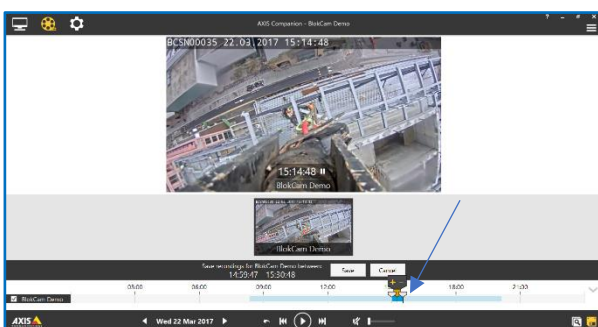 AXIS Companion - BlokCam Demo
BCSN00035 22.03.2017 15:14:48
15:14:48
BlokCam Demo
BlokCam Demo
Save recordings for BlokCam Demo between:
14:59:47 15:30:48
Save
Cancel
03:00 06:00 09:00 12:00 18:00 21:00
BlokCam Demo
AXIS
Wed 22 Mar 2017